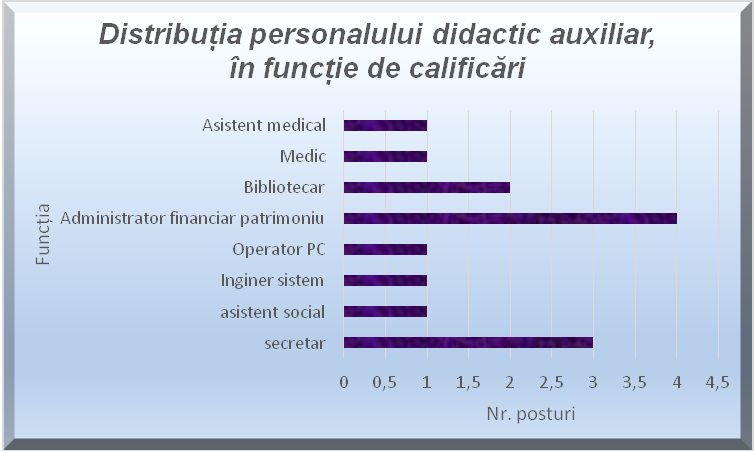 Distribuția personalului didactic auxiliar,
în funcție de calificări
Asistent medical
Medic
Bibliotecar
Administrator financiar patrimoniu
Operator PC
Inginer sistem
asistent social
secretar
Funcția
0 0,5 1 1,5 2 2,5 3 3,5 4 4,5
Nr. posturi